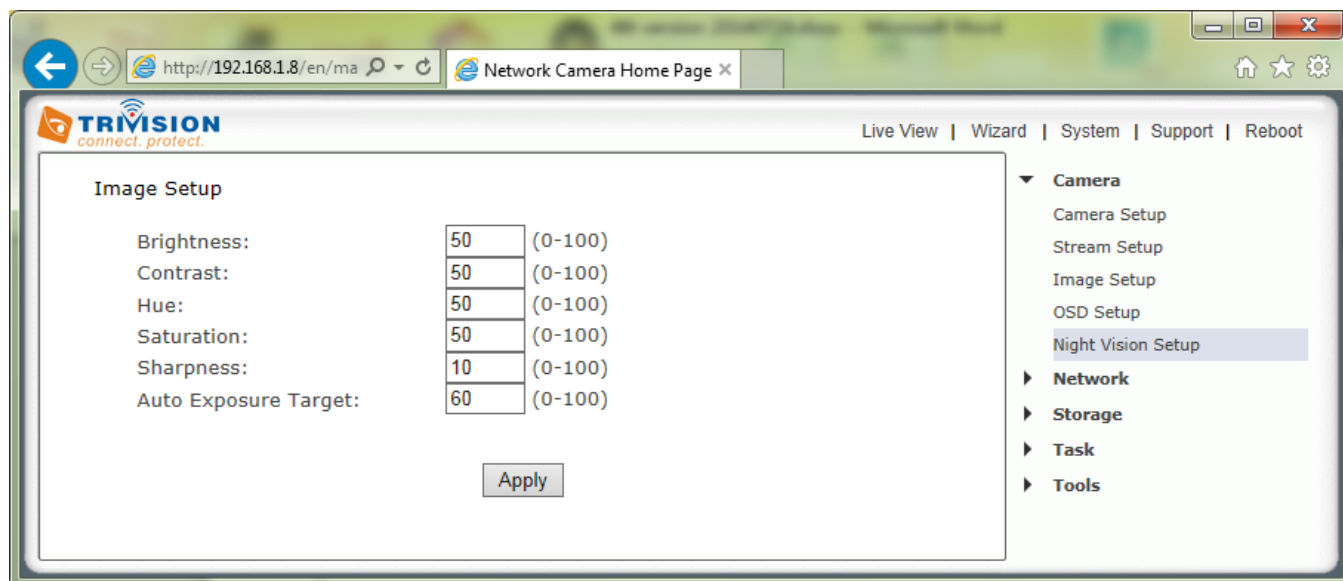 http://192.168.1.8/en/ma
Network Camera Home Page
TRIVISION
connect. protect.
Live View | Wizard | System | Support | Reboot
Image Setup
Brightness: 50 (0-100)
Contrast: 50 (0-100)
Hue: 50 (0-100)
Saturation: 50 (0-100)
Sharpness: 10 (0-100)
Auto Exposure Target: 60 (0-100)
Apply
Camera
Camera Setup
Stream Setup
Image Setup
OSD Setup
Night Vision Setup
Network
Storage
Task
Tools